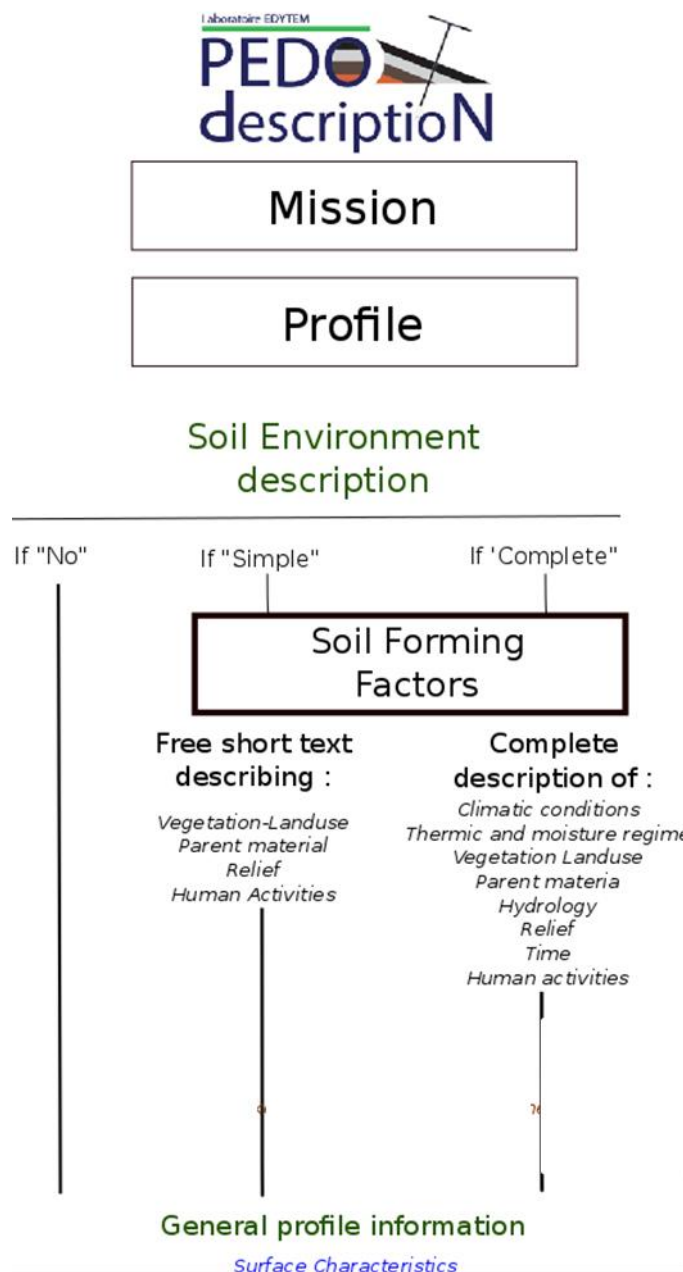 Laboratoire EDYTEM
PEDO
descriptioN
Mission
Profile
Soil Environment
description
If "No"
If "Simple"
If 'Complete"
Soil Forming
Factors
Free short text
describing :
Vegetation-Landuse
Parent material
Relief
Human Activities
Complete
description of :
Climatic conditions
Thermic and moisture regime
Vegetation Landuse
Parent materia
Hydrology
Relief
Time
Human activities
General profile information
Surface Characteristics